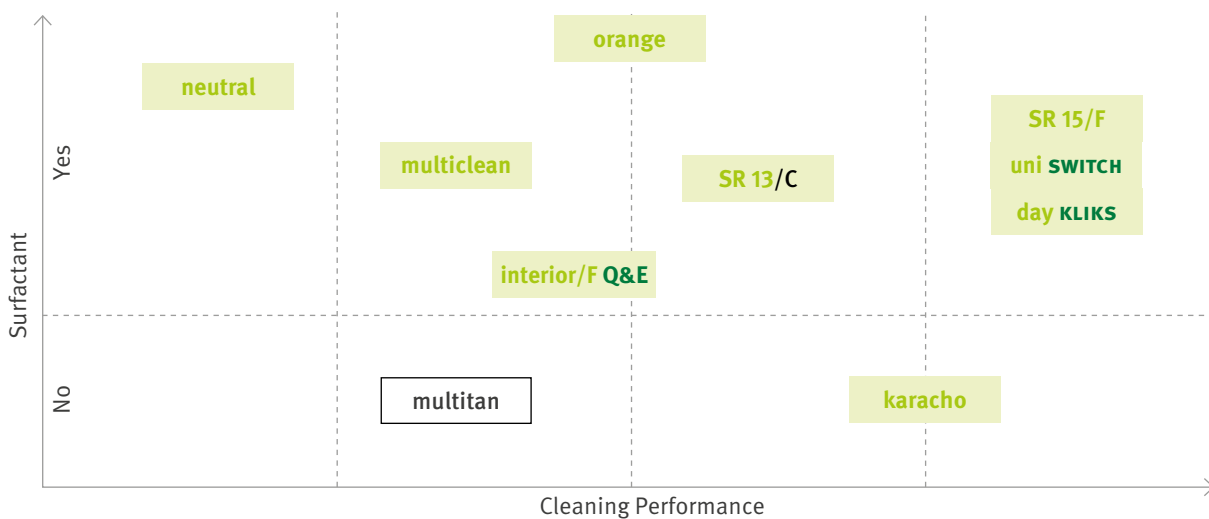 orange
neutral
SR 15/F
multiclean
uni SWITCH
SR 13/C
day KLIKS
interior/F Q&E
Yes
Surfactant
No
multitan
karacho
Cleaning Performance